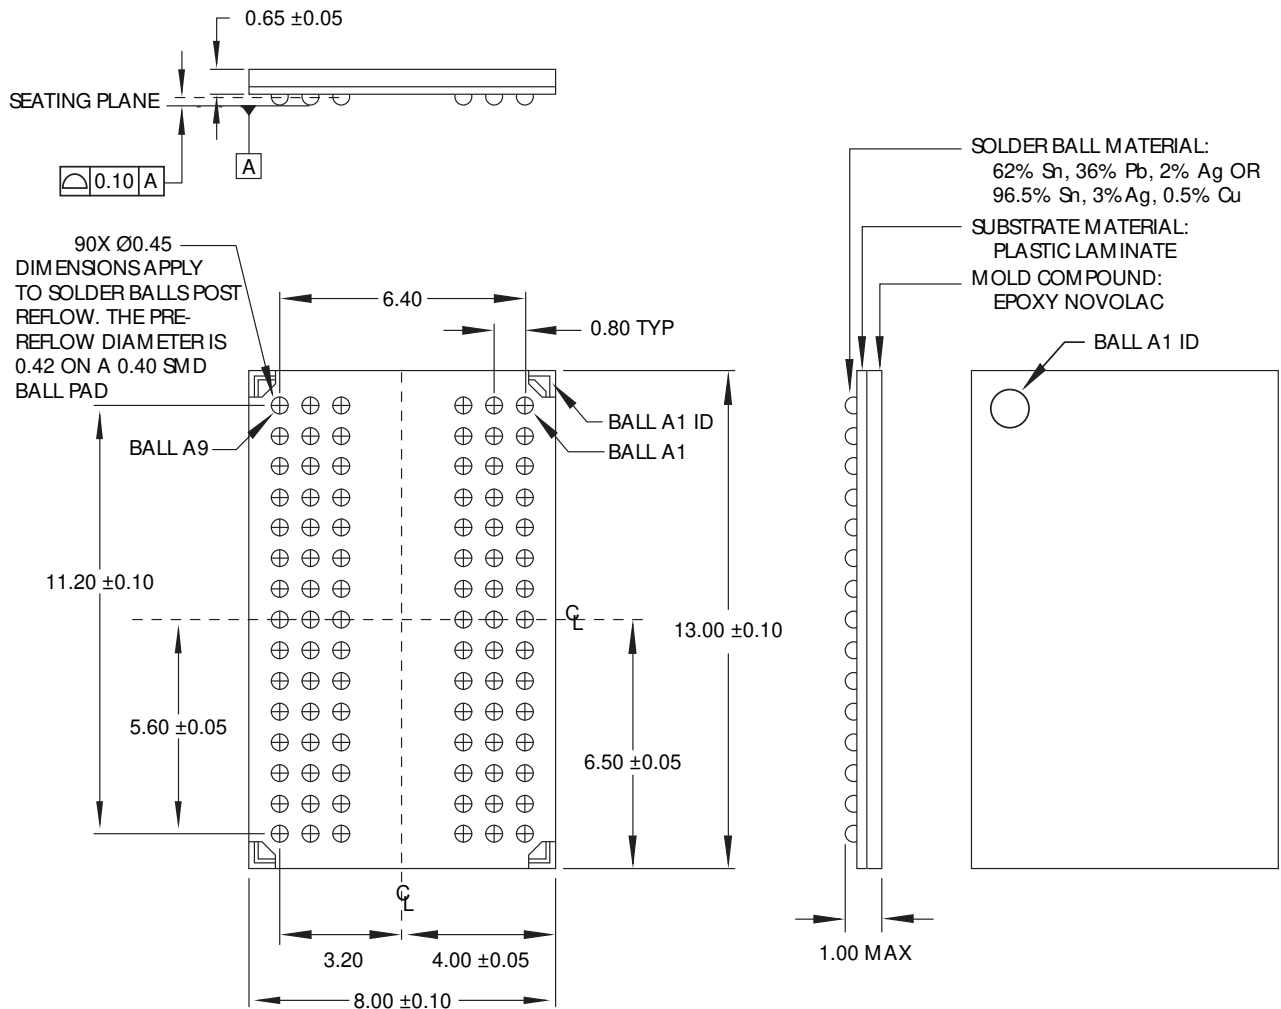 0.65 ±0.05
SEATING PLANE
A
0.10 A
SOLDER BALL MATERIAL:
62% Sn, 36% Pb, 2% Ag OR
96.5% Sn, 3%Ag, 0.5% Cu
SUBSTRATE MATERIAL:
PLASTIC LAMINATE
MOLD COMPOUND:
EPOXY NOVOLAC
90X Ø0.45
DIMENSIONS APPLY
TO SOLDER BALLS POST
REFLOW. THE PRE-
REFLOW DIAMETER IS
0.42 ON A 0.40 SMD
BALL PAD
6.40
0.80 TYP
BALL A1 ID
BALL A1 ID
BALL A9
BALL A1
11.20 ±0.10
CL
13.00 ±0.10
5.60 ±0.05
6.50 ±0.05
CL
3.20
4.00 ±0.05
8.00 ±0.10
1.00 MAX